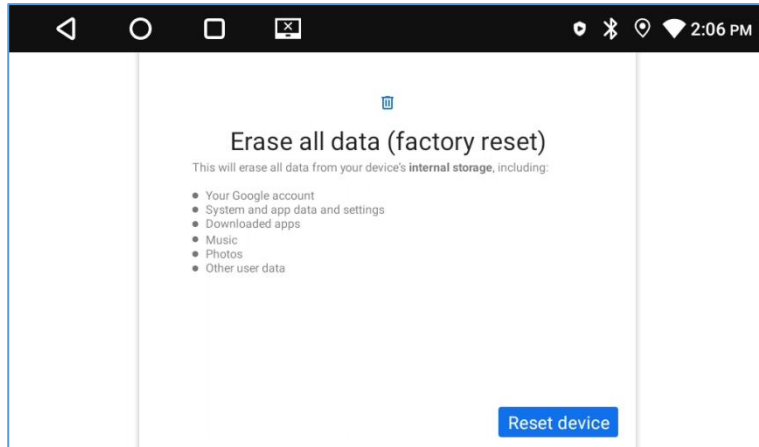 2:06 PM
Erase all data (factory reset)
This will erase all data from your device's internal storage, including:
Your Google account
System and app data and settings
Downloaded apps
Music
Photos
Other user data
Reset device